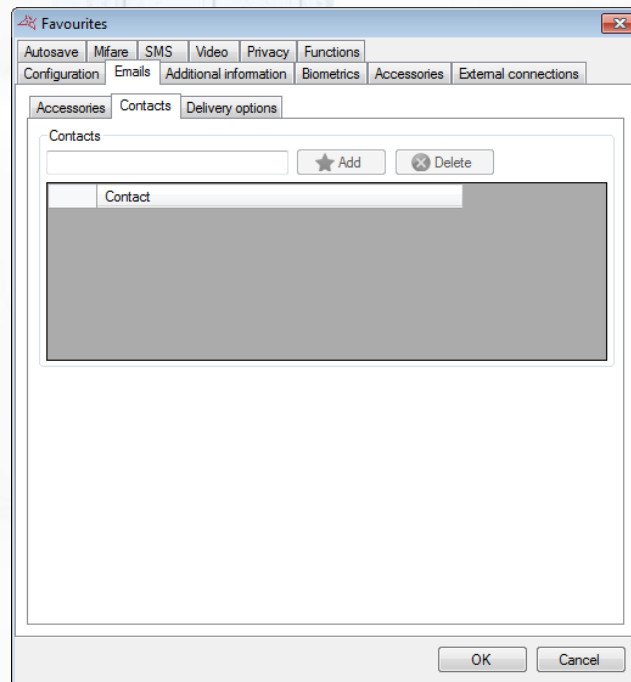 Favourites
Autosave Mifare SMS Video Privacy Functions
Configuration Emails Additional information Biometrics Accessories External connections
Accessories Contacts Delivery options
Contacts
Add Delete
Contact
OK Cancel